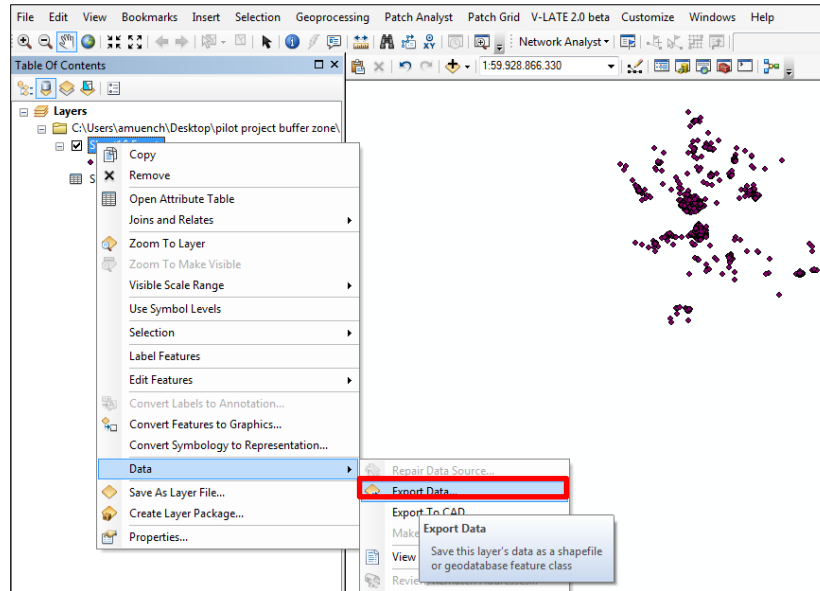 File Edit View Bookmarks Insert Selection Geoprocessing Patch Analyst Patch Grid V-LATE 2.0 beta Customize Windows Help
Network Analyst
Table Of Contents
1:59.928.866.330
Layers
C:\Users\amuench\Desktop\pilot project buffer zone\
S
Copy
Remove
Open Attribute Table
Joins and Relates
Zoom To Layer
Zoom To Make Visible
Visible Scale Range
Use Symbol Levels
Selection
Label Features
Edit Features
Convert Labels to Annotation...
Convert Features to Graphics...
Convert Symbology to Representation...
Data
Save As Layer File...
Create Layer Package...
Properties...
Repair Data Source...
Export Data...
Export To CAD
Make
View
Export Data
Save this layer's data as a shapefile
or geodatabase feature class